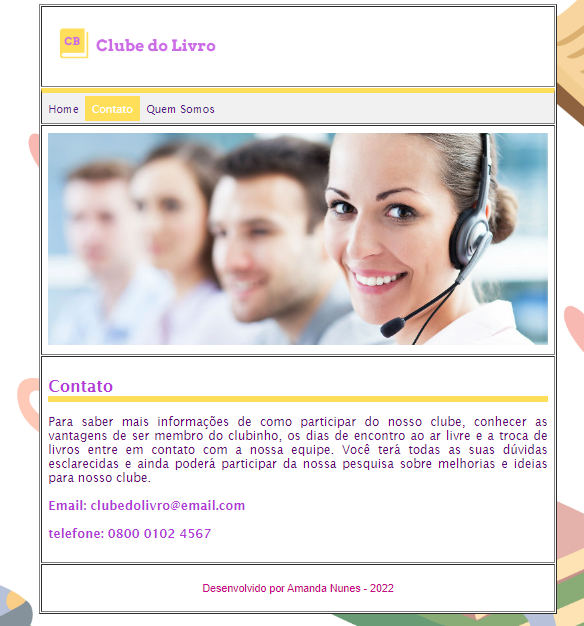 CB Clube do Livro
Home Contato Quem Somos
Contato
Para saber mais informações de como participar do nosso clube, conhecer as
vantagens de ser membro do clubinho, os dias de encontro ao ar livre e a troca de
livros entre em contato com a nossa equipe. Você terá todas as suas dúvidas
esclarecidas e ainda poderá participar da nossa pesquisa sobre melhorias e ideias
para nosso clube.
Email: clubedolivro@email.com
telefone: 0800 0102 4567
Desenvolvido por Amanda Nunes - 2022